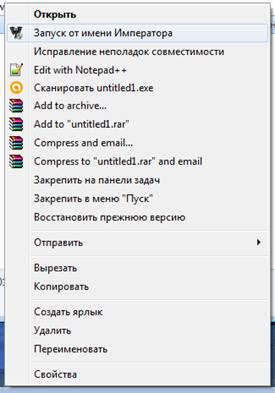 Открыть
Запуск от имени Императора
Исправление неполадок совместимости
Edit with Notepad++
Сканировать untitled1.exe
Add to archive...
Add to "untitled1.rar"
Compress and email...
Compress to "untitled1.rar" and email
Закрепить на панели задач
Закрепить в меню "Пуск"
Восстановить прежнюю версию
Отправить
Вырезать
Копировать
Создать ярлык
Удалить
Переименовать
Свойства